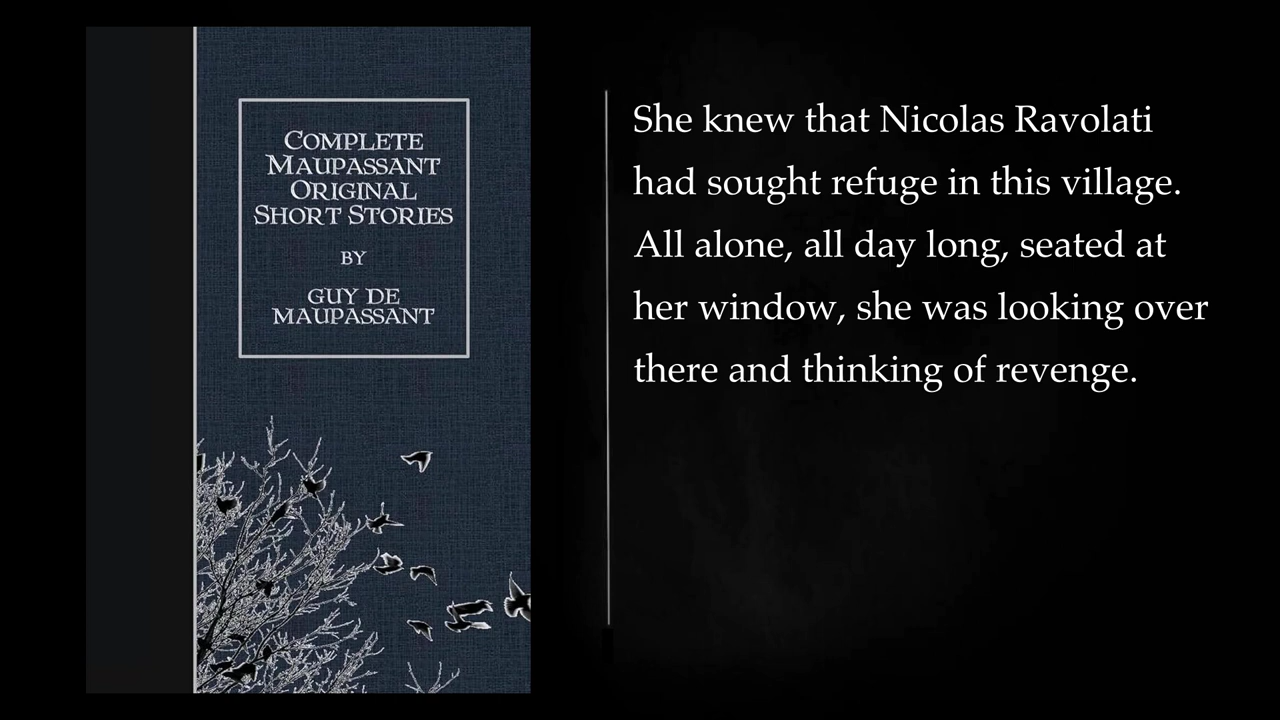 COMPLETE
MAUPASSANT
ORIGINAL
SHORT STORIES
BY
GUY DE
MAUPASSANT
She knew that Nicolas Ravolati
had sought refuge in this village.
All alone, all day long, seated at
her window, she was looking over
there and thinking of revenge.